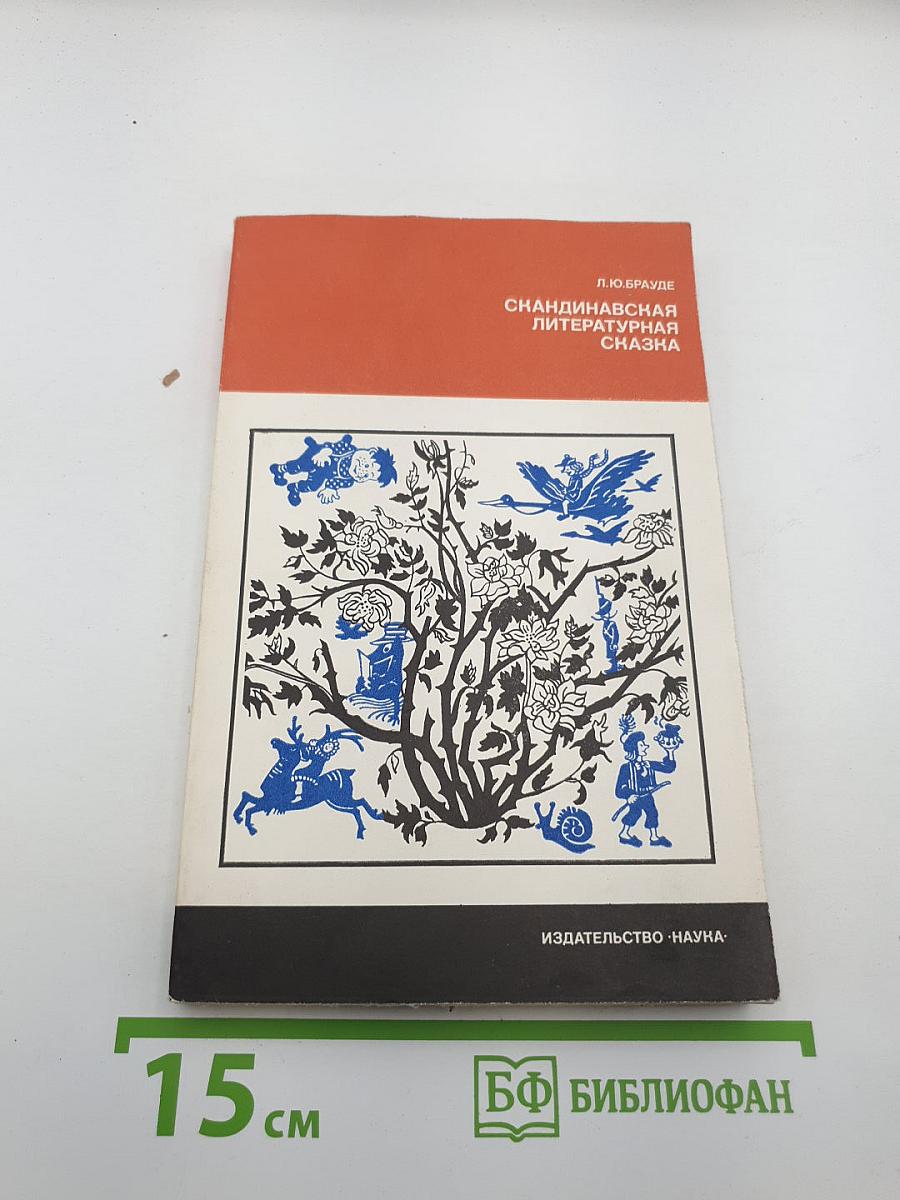 Л.Ю.БРАУДЕ
СКАНДИНАВСКАЯ
ЛИТЕРАТУРНАЯ
СКАЗКА
ИЗДАТЕЛЬСТВО ·НАУКА·
15 см
БФ БИБЛИОФАН